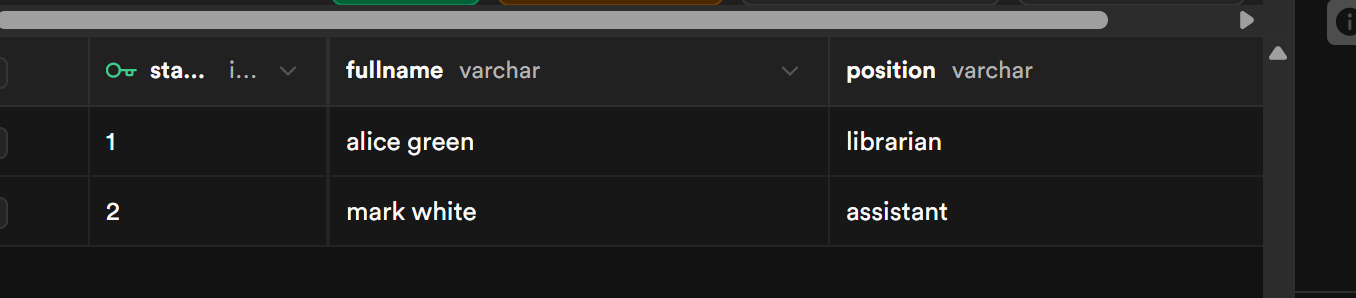 sta... i... fullname varchar position varchar
1 alice green librarian
2 mark white assistant